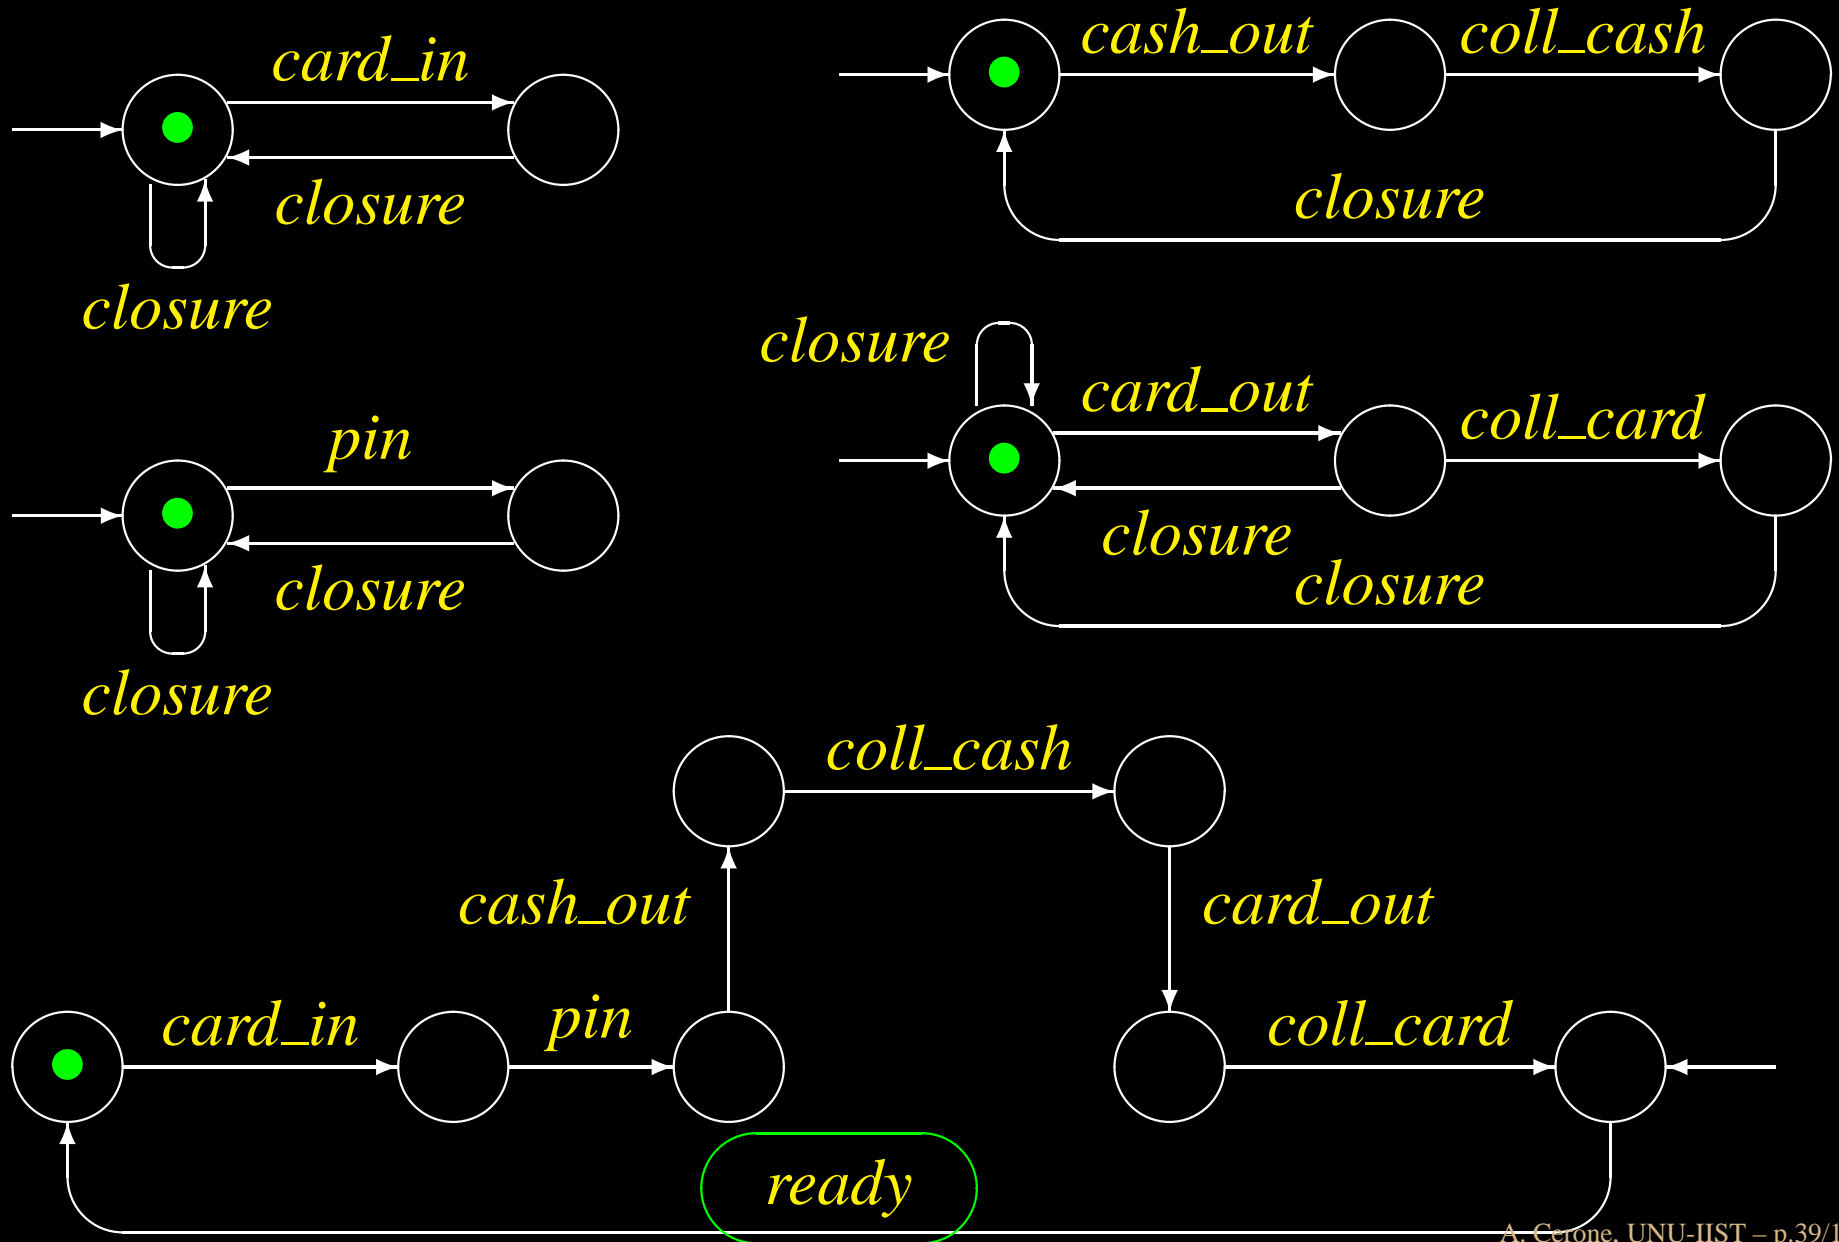 card_in
closure
closure
cash_out
coll_cash
closure
pin
closure
closure
closure
card_out
coll_card
closure
closure
coll_cash
cash_out
card_out
card_in
pin
coll_card
ready
A. Cerone, UNU-IIST – p.39/1